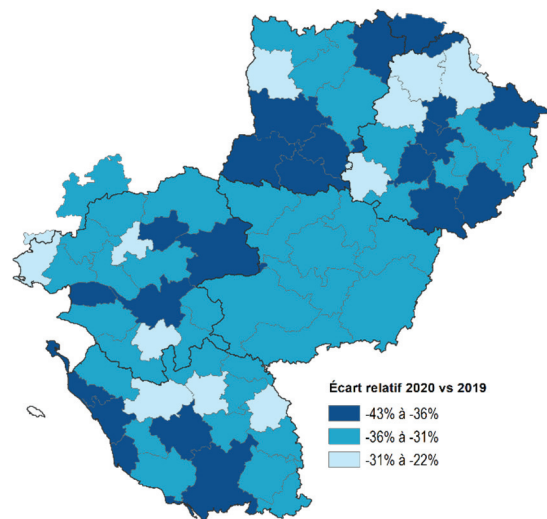 Écart relatif 2020 vs 2019
-43% à -36%
-36% à -31%
-31% à -22%